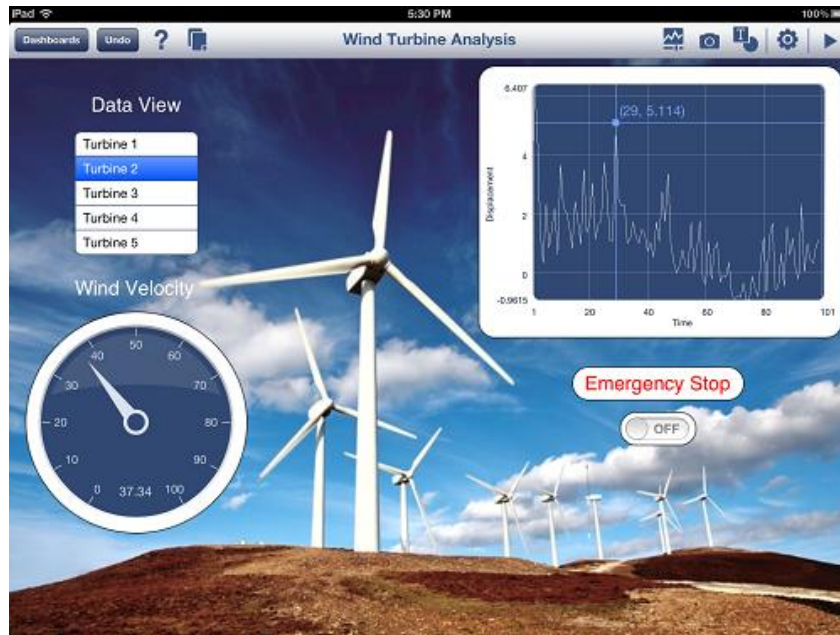 iPad
5:30 PM
100%
Dashboards
Undo
?
Wind Turbine Analysis
T
Data View
Turbine 1
Turbine 2
Turbine 3
Turbine 4
Turbine 5
6.407
(29, 5.114)
4
2
0
-0.9615
Displacement
1
20
40
60
80
101
Time
Wind Velocity
0
10
20
30
40
50
60
70
80
90
100
37.34
Emergency Stop
OFF